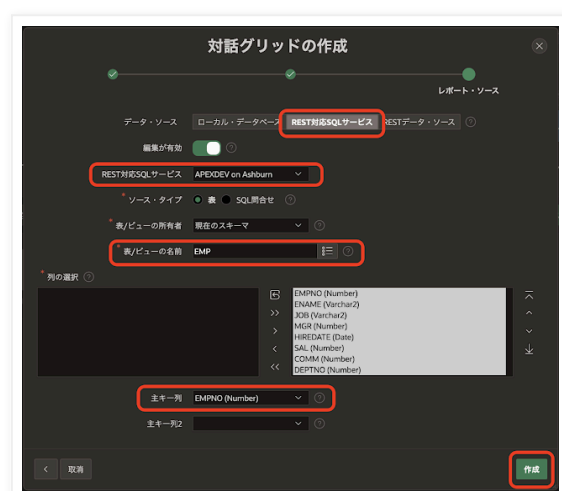 対話グリッドの作成
レポート・ソース
データ・ソース ローカル・データベース REST対応SQLサービス RESTデータ・ソース
編集が有効
REST対応SQLサービス APEXDEV on Ashburn
* ソース・タイプ 表 SQL問合せ
* 表/ビューの所有者 現在のスキーマ
* 表/ビューの名前 EMP
* 列の選択
EMPNO (Number)
ENAME (Varchar2)
JOB (Varchar2)
MGR (Number)
HIREDATE (Date)
SAL (Number)
COMM (Number)
DEPTNO (Number)
主キー列 EMPNO (Number)
主キー列2
取消 作成